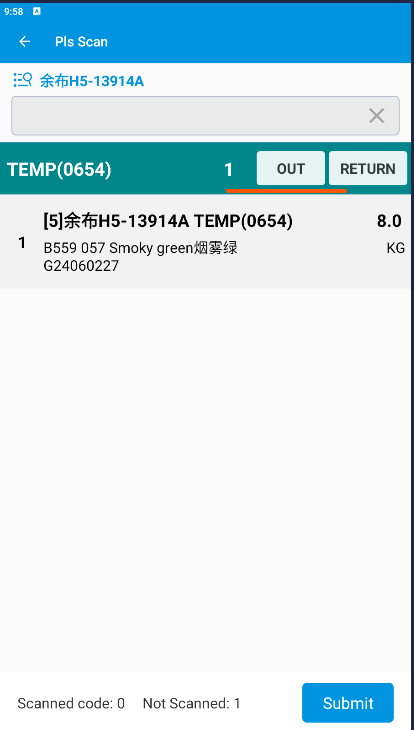 9:58 A
Pls Scan
余布H5-13914A
TEMP(0654) 1 OUT RETURN
[5]余布H5-13914A TEMP(0654) 8.0
1 B559 057 Smoky green烟雾绿 KG
G24060227
Scanned code: 0 Not Scanned: 1 Submit